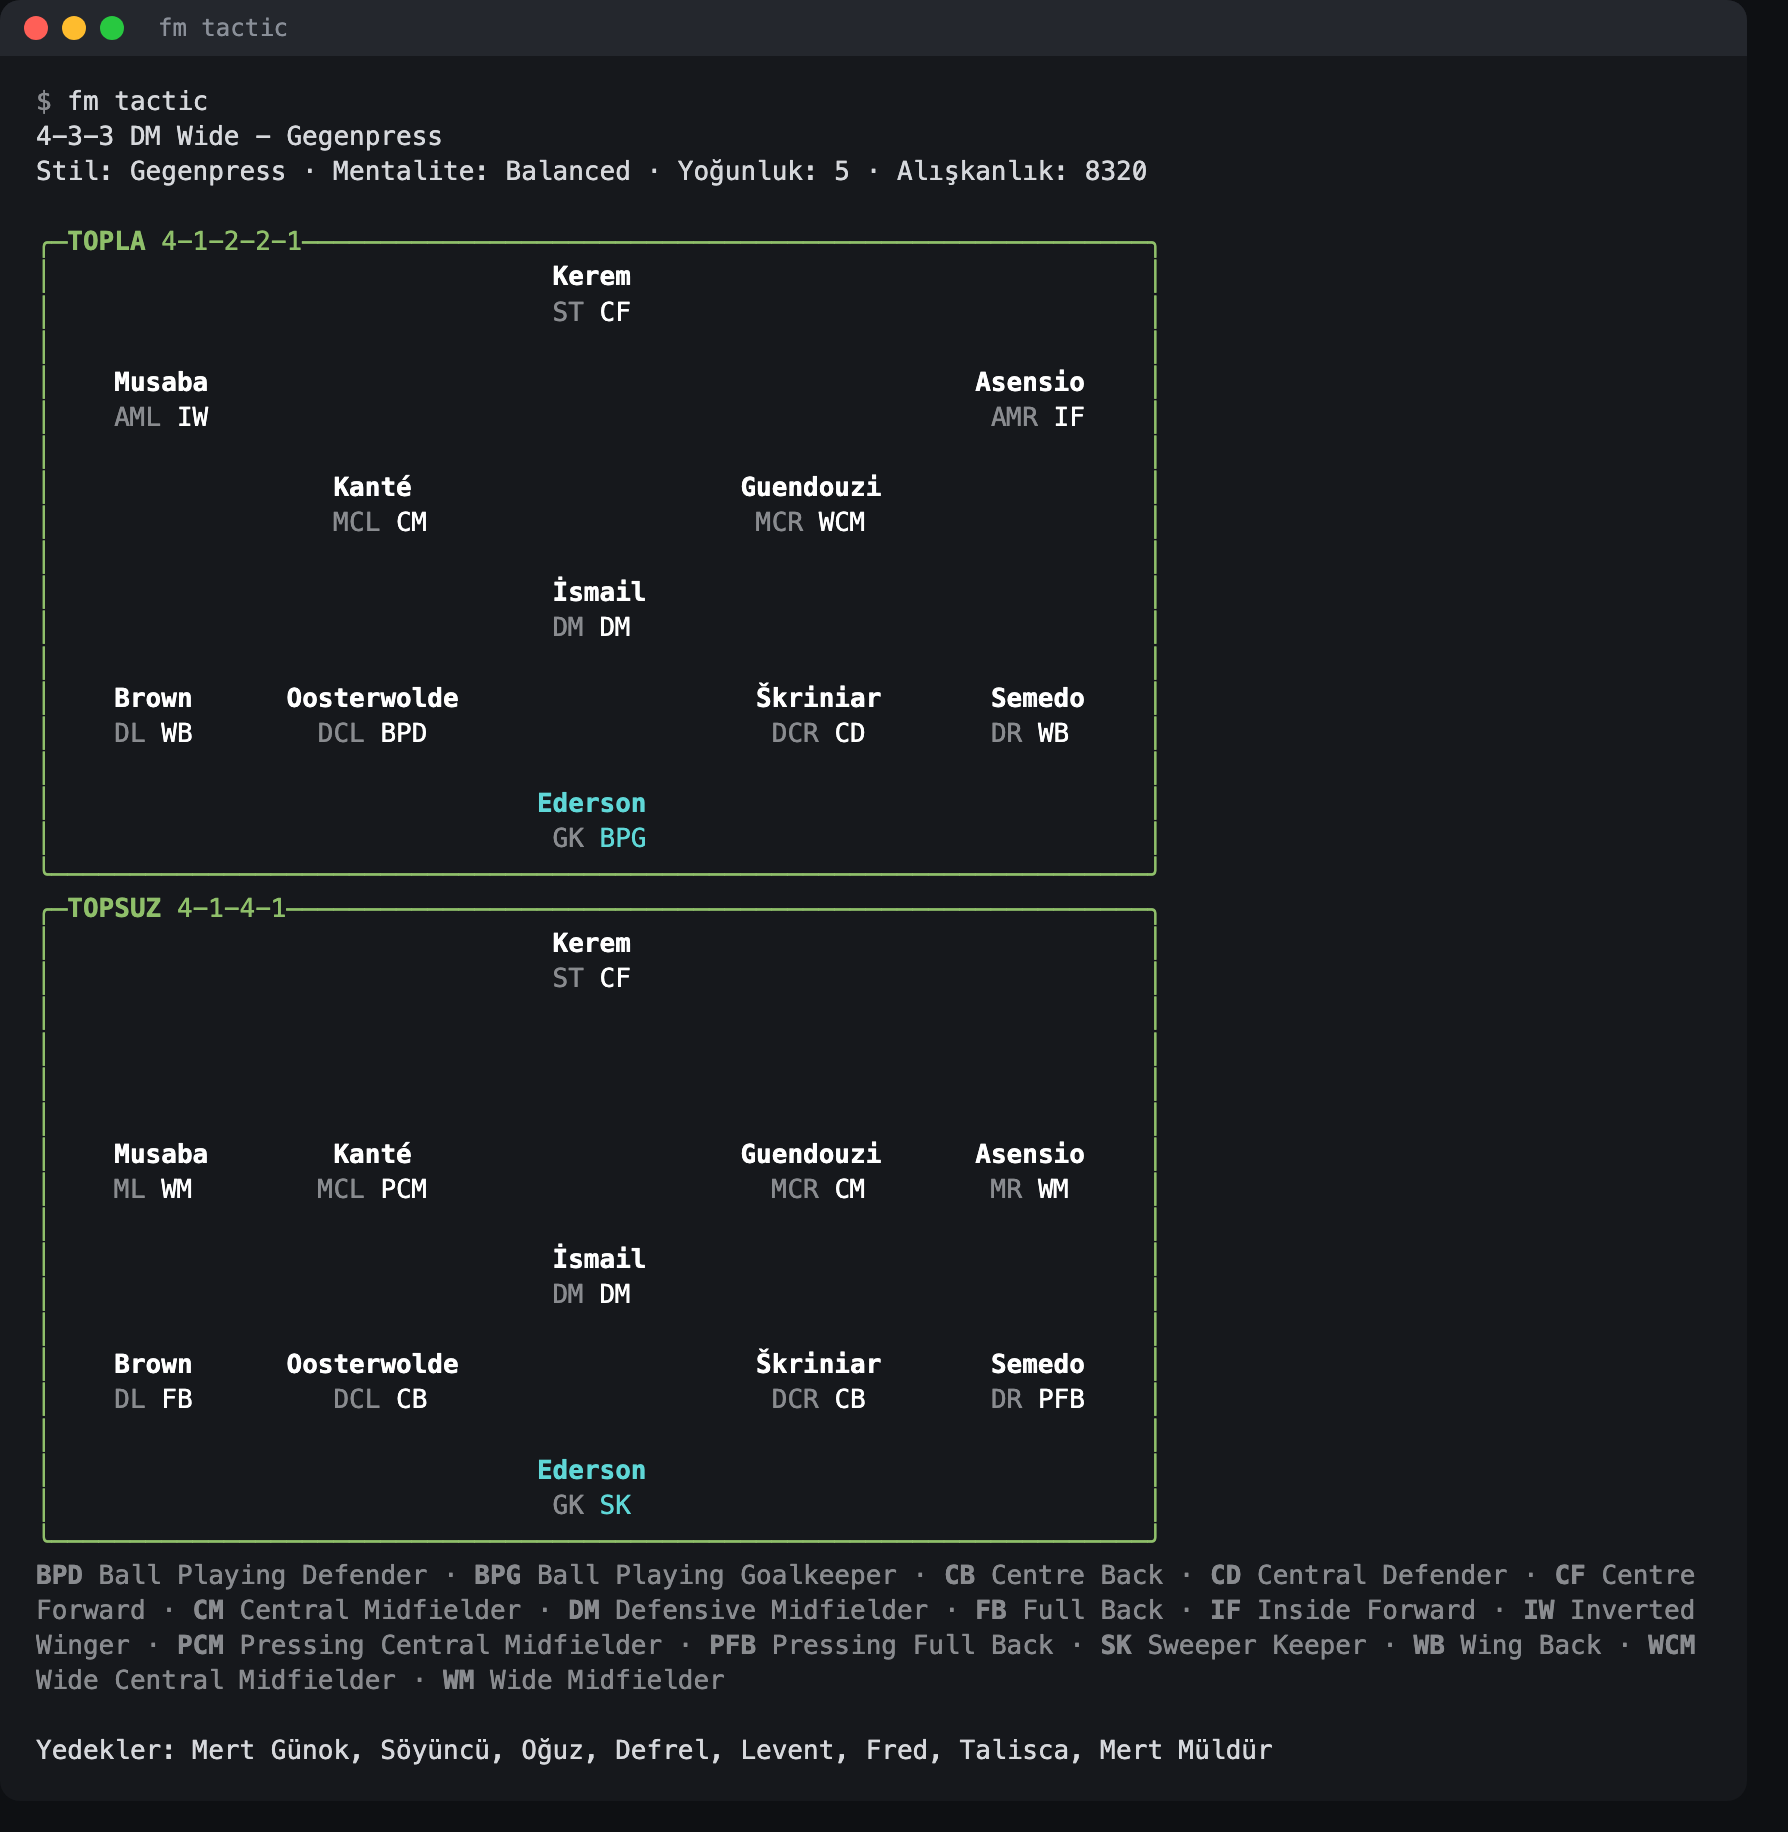 fm tactic
$ fm tactic
4-3-3 DM Wide - Gegenpress
Stil: Gegenpress · Mentalite: Balanced · Yoğunluk: 5 · Alışkanlık: 8320
TOPLA 4-1-2-2-1
Kerem
ST CF
Musaba Asensio
AML IW AMR IF
Kanté Guendouzi
MCL CM MCR WCM
İsmail
DM DM
Brown Oosterwolde Škriniar Semedo
DL WB DCL BPD DCR CD DR WB
Ederson
GK BPG
TOPSUZ 4-1-4-1
Kerem
ST CF
Musaba Kanté Guendouzi Asensio
ML WM MCL PCM MCR CM MR WM
İsmail
DM DM
Brown Oosterwolde Škriniar Semedo
DL FB DCL CB DCR CB DR PFB
Ederson
GK SK
BPD Ball Playing Defender · BPG Ball Playing Goalkeeper · CB Centre Back · CD Central Defender · CF Centre
Forward · CM Central Midfielder · DM Defensive Midfielder · FB Full Back · IF Inside Forward · IW Inverted
Winger · PCM Pressing Central Midfielder · PFB Pressing Full Back · SK Sweeper Keeper · WB Wing Back · WCM
Wide Central Midfielder · WM Wide Midfielder
Yedekler: Mert Günok, Söyüncü, Oğuz, Defrel, Levent, Fred, Talisca, Mert Müldür